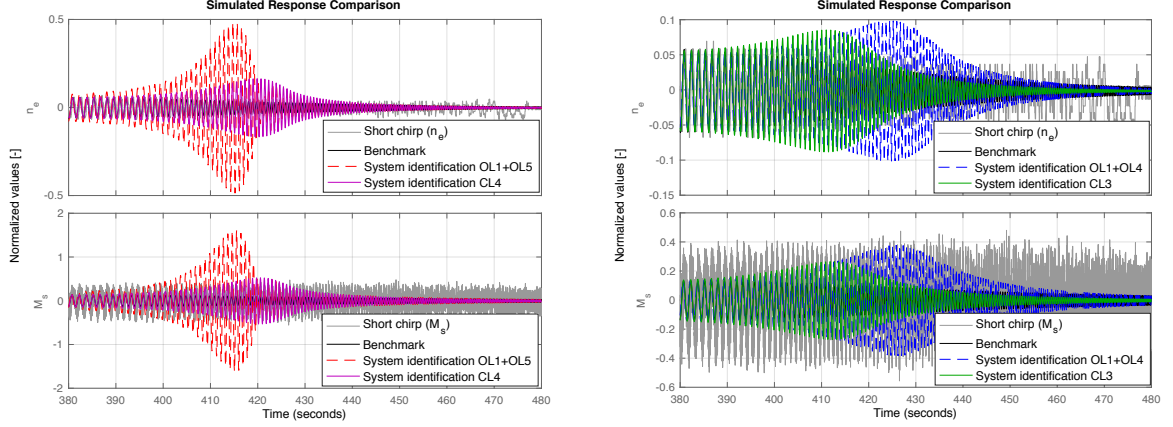 Simulated Response Comparison
0.5
0
-0.5
n_e
Short chirp (n_e)
Benchmark
System identification OL1+OL5
System identification CL4
Normalized values [-]
2
1
0
-1
-2
M_s
Short chirp (M_s)
Benchmark
System identification OL1+OL5
System identification CL4
380 390 400 410 420 430 440 450 460 470 480
Time (seconds)
Simulated Response Comparison
0.1
0.05
0
-0.05
-0.1
-0.15
n_e
Short chirp (n_e)
Benchmark
System identification OL1+OL4
System identification CL3
Normalized values [-]
0.6
0.4
0.2
0
-0.2
-0.4
-0.6
M_s
Short chirp (M_s)
Benchmark
System identification OL1+OL4
System identification CL3
380 390 400 410 420 430 440 450 460 470 480
Time (seconds)